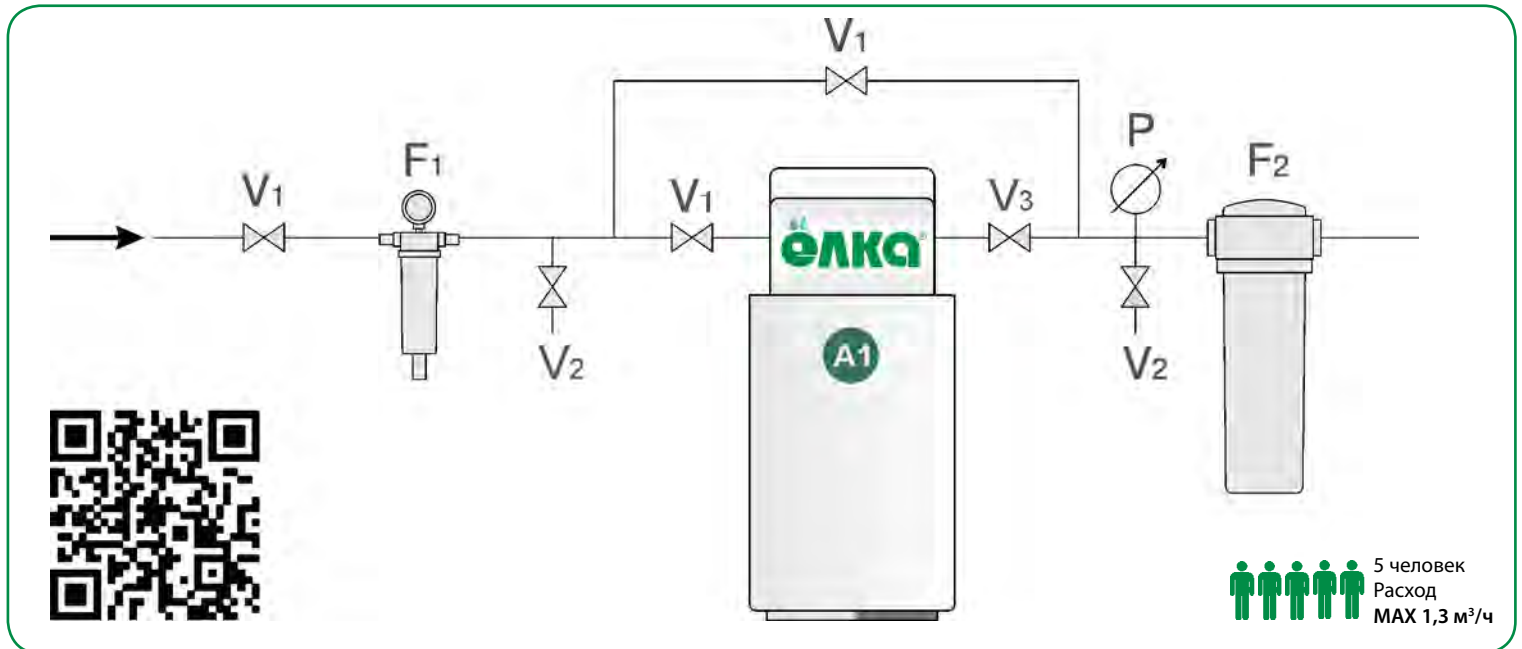 V1
P
F1
F2
V1
V1
V3
ёлка®
A1
V2
V2
5 человек
Расход
MAX 1,3 м³/ч